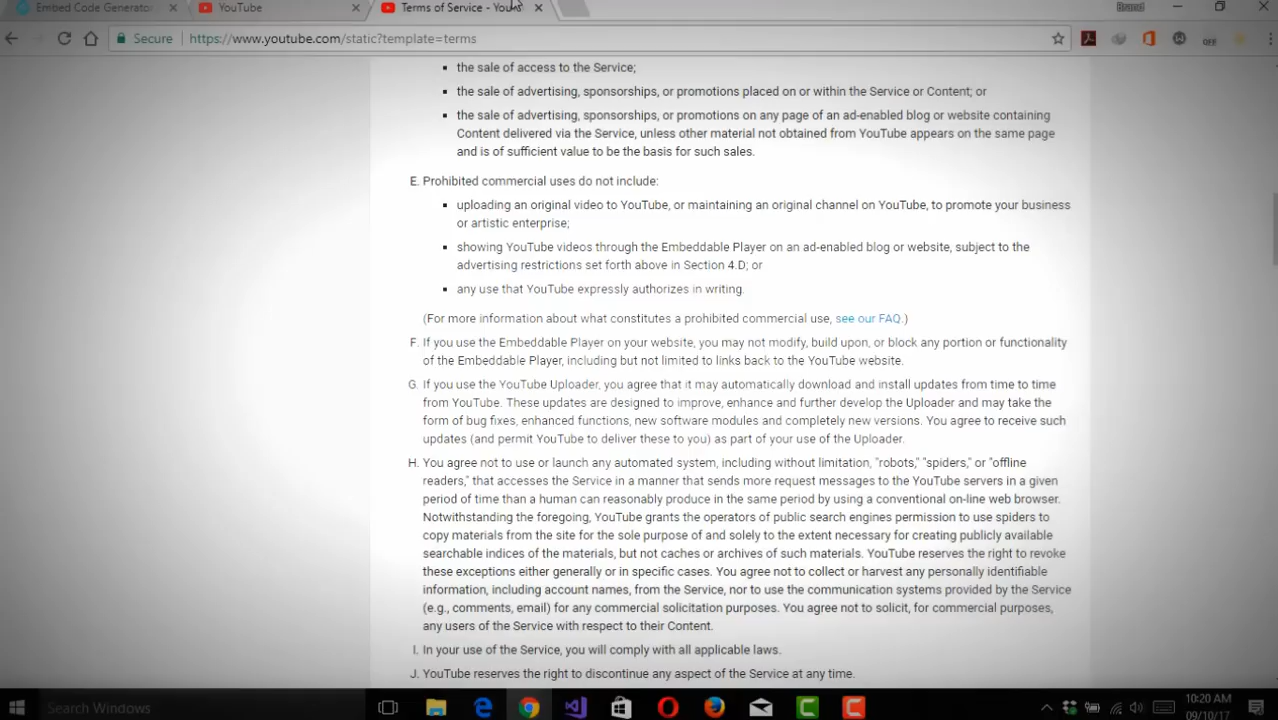 Embed Code Generator
YouTube
Terms of Service - YouTu
Secure
https://www.youtube.com/static?template=terms
OFF
the sale of access to the Service;
the sale of advertising, sponsorships, or promotions placed on or within the Service or Content; or
the sale of advertising, sponsorships, or promotions on any page of an ad-enabled blog or website containing
Content delivered via the Service, unless other material not obtained from YouTube appears on the same page
and is of sufficient value to be the basis for such sales.
E. Prohibited commercial uses do not include:
uploading an original video to YouTube, or maintaining an original channel on YouTube, to promote your business
or artistic enterprise;
showing YouTube videos through the Embeddable Player on an ad-enabled blog or website, subject to the
advertising restrictions set forth above in Section 4.D; or
any use that YouTube expressly authorizes in writing.
(For more information about what constitutes a prohibited commercial use, see our FAQ.)
F. If you use the Embeddable Player on your website, you may not modify, build upon, or block any portion or functionality
of the Embeddable Player, including but not limited to links back to the YouTube website.
G. If you use the YouTube Uploader, you agree that it may automatically download and install updates from time to time
from YouTube. These updates are designed to improve, enhance and further develop the Uploader and may take the
form of bug fixes, enhanced functions, new software modules and completely new versions. You agree to receive such
updates (and permit YouTube to deliver these to you) as part of your use of the Uploader.
H. You agree not to use or launch any automated system, including without limitation, "robots," "spiders," or "offline
readers," that accesses the Service in a manner that sends more request messages to the YouTube servers in a given
period of time than a human can reasonably produce in the same period by using a conventional on-line web browser.
Notwithstanding the foregoing, YouTube grants the operators of public search engines permission to use spiders to
copy materials from the site for the sole purpose of and solely to the extent necessary for creating publicly available
searchable indices of the materials, but not caches or archives of such materials. YouTube reserves the right to revoke
these exceptions either generally or in specific cases. You agree not to collect or harvest any personally identifiable
information, including account names, from the Service, nor to use the communication systems provided by the Service
(e.g., comments, email) for any commercial solicitation purposes. You agree not to solicit, for commercial purposes,
any users of the Service with respect to their Content.
I. In your use of the Service, you will comply with all applicable laws.
J. YouTube reserves the right to discontinue any aspect of the Service at any time.
Search Windows
10:20 AM
09/10/17